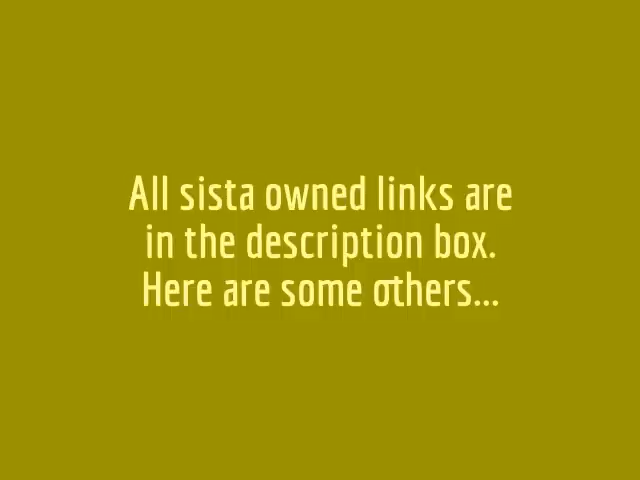 All sista owned links are
in the description box.
Here are some others...